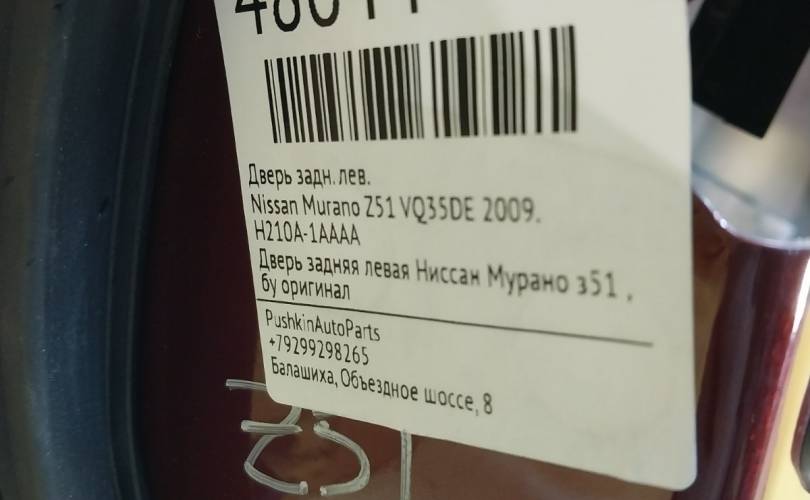 Дверь задн. лев.
Nissan Murano Z51 VQ35DE 2009.
H210A-1AAAA
Дверь задняя левая Ниссан Мурано з51 ,
бу оригинал
PushkinAutoParts
+79299298265
Балашиха, Объездное шоссе, 8